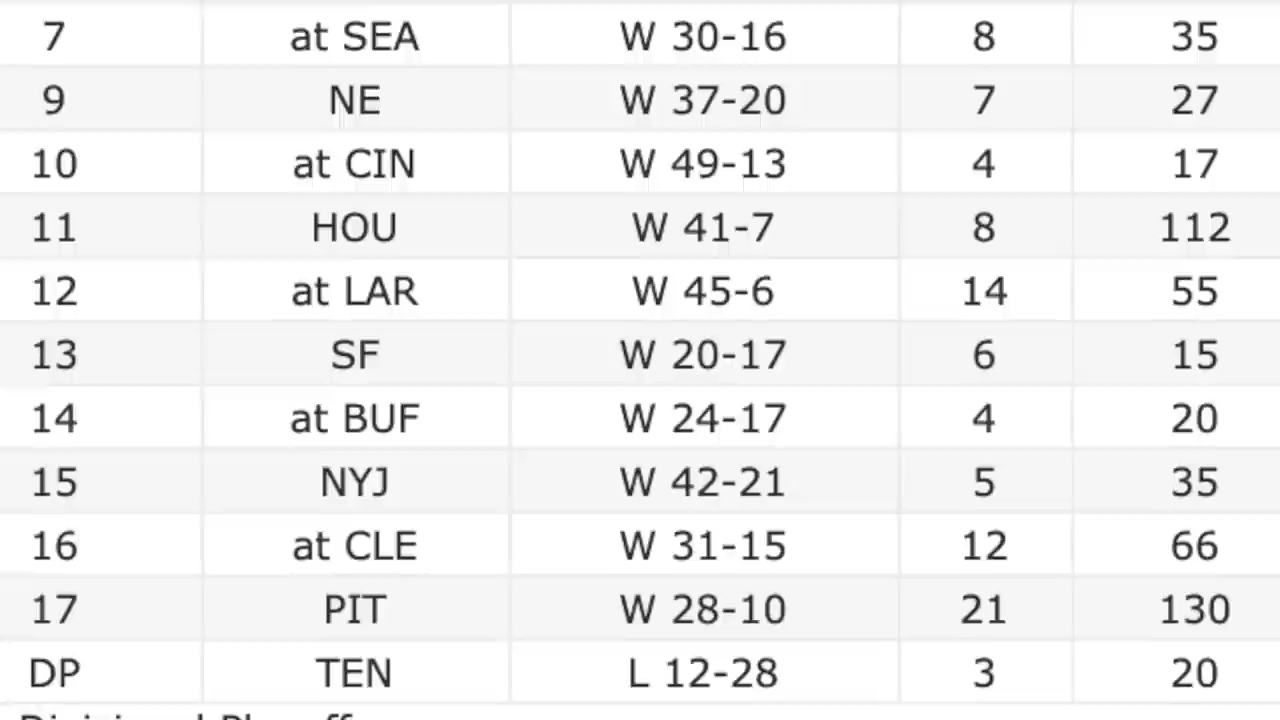 7 at SEA W 30-16 8 35
9 NE W 37-20 7 27
10 at CIN W 49-13 4 17
11 HOU W 41-7 8 112
12 at LAR W 45-6 14 55
13 SF W 20-17 6 15
14 at BUF W 24-17 4 20
15 NYJ W 42-21 5 35
16 at CLE W 31-15 12 66
17 PIT W 28-10 21 130
DP TEN L 12-28 3 20